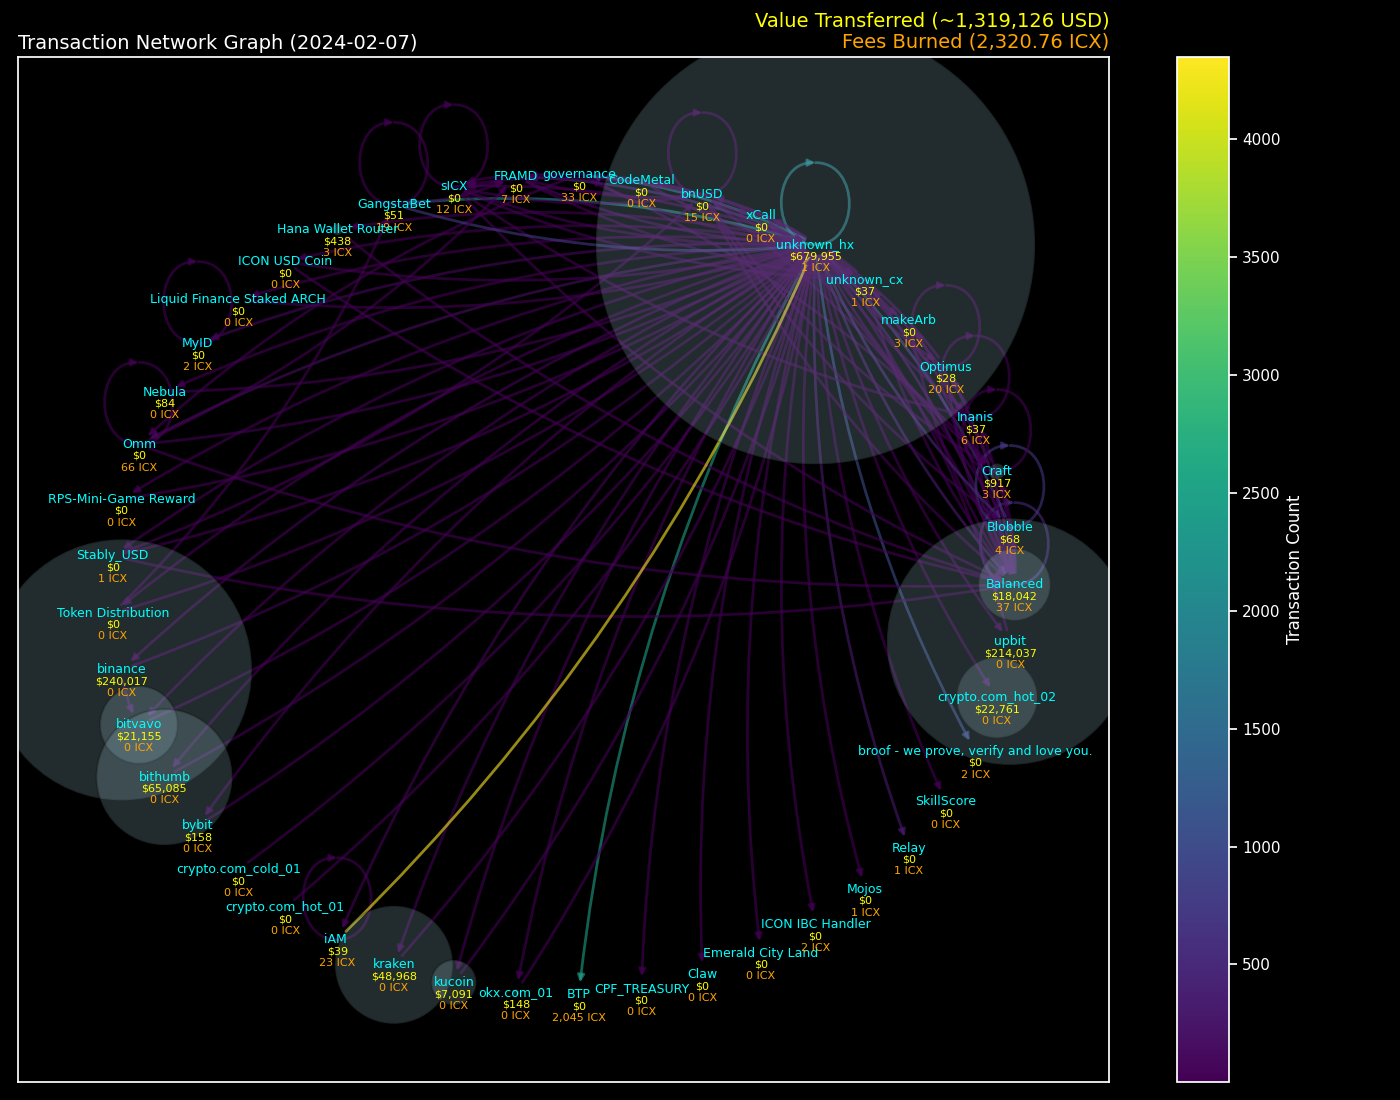 Value Transferred (~1,319,126 USD)
Transaction Network Graph (2024-02-07)
Fees Burned (2,320.76 ICX)
FRAMD
$0
7 ICX
governance
$0
33 ICX
CodeMetal
$0
0 ICX
sICX
$0
12 ICX
bnUSD
$0
15 ICX
GangstaBet
$51
19 ICX
xCall
$0
0 ICX
Hana Wallet Router
$438
3 ICX
unknown_hx
$679,955
2 ICX
ICON USD Coin
$0
0 ICX
unknown_cx
$37
1 ICX
Liquid Finance Staked ARCH
$0
0 ICX
makeArb
$0
3 ICX
MyID
$0
2 ICX
Optimus
$28
20 ICX
Nebula
$84
0 ICX
Inanis
$37
6 ICX
Omm
$0
66 ICX
Craft
$917
3 ICX
RPS-Mini-Game Reward
$0
0 ICX
Blobble
$68
4 ICX
Stably_USD
$0
1 ICX
Balanced
$18,042
37 ICX
Token Distribution
$0
0 ICX
upbit
$214,037
0 ICX
binance
$240,017
0 ICX
crypto.com_hot_02
$22,761
0 ICX
bitvavo
$21,155
0 ICX
broof - we prove, verify and love you.
$0
2 ICX
bithumb
$65,085
0 ICX
SkillScore
$0
0 ICX
bybit
$158
0 ICX
Relay
$0
1 ICX
crypto.com_cold_01
$0
0 ICX
Mojos
$0
1 ICX
crypto.com_hot_01
$0
0 ICX
ICON IBC Handler
$0
2 ICX
iAM
$39
23 ICX
Emerald City Land
$0
0 ICX
kraken
$48,968
0 ICX
Claw
$0
0 ICX
kucoin
$7,091
0 ICX
okx.com_01
$148
0 ICX
BTP
$0
2,045 ICX
CPF_TREASURY
$0
0 ICX
4000
3500
3000
2500
2000
1500
1000
500
Transaction Count